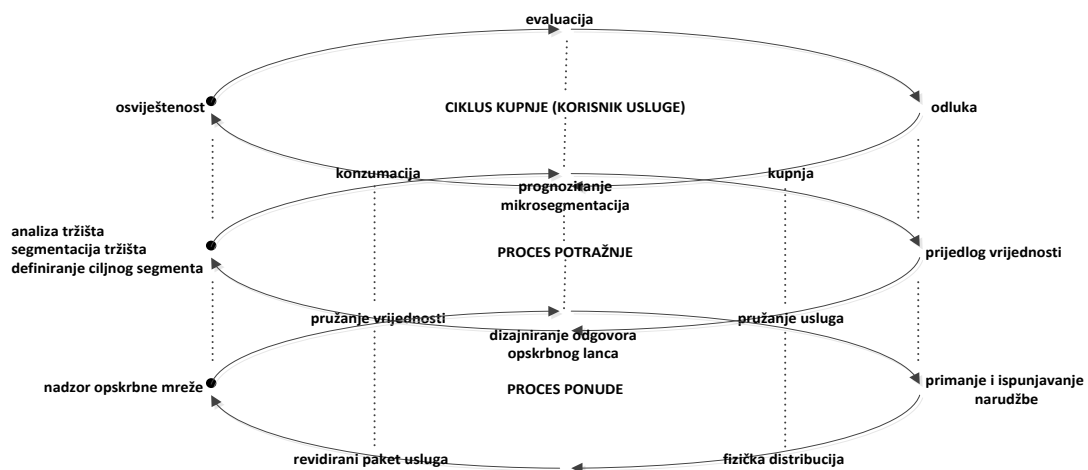 evaluacija
osviještenost
CIKLUS KUPNJE (KORISNIK USLUGE)
odluka
konzumacija
kupnja
prognoziranje
mikrosegmentacija
analiza tržišta
segmentacija tržišta
definiranje ciljnog segmenta
PROCES POTRAŽNJE
prijedlog vrijednosti
pružanje vrijednosti
pružanje usluga
dizajniranje odgovora
opskrbnog lanca
nadzor opskrbne mreže
PROCES PONUDE
primanje i ispunjavanje
narudžbe
revidirani paket usluga
fizička distribucija